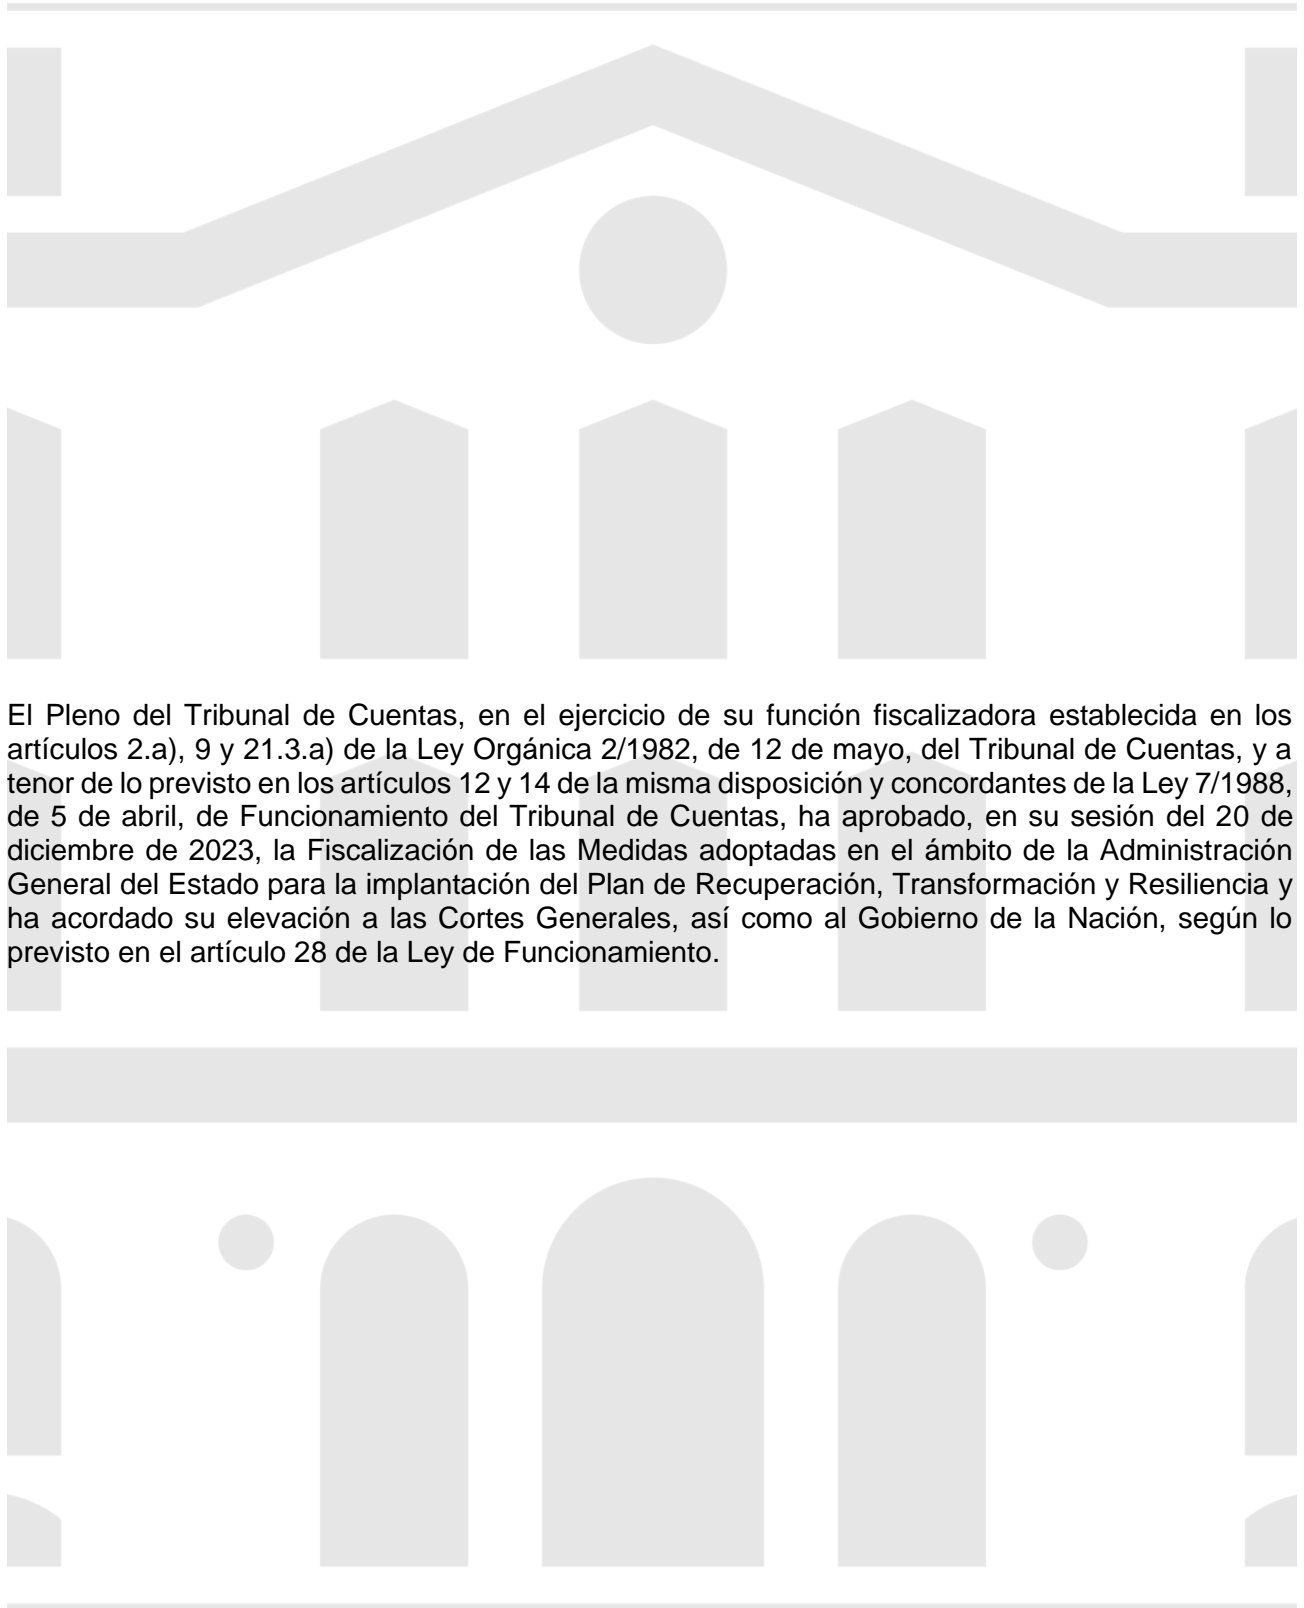 El Pleno del Tribunal de Cuentas, en el ejercicio de su función fiscalizadora establecida en los
artículos 2.a), 9 y 21.3.a) de la Ley Orgánica 2/1982, de 12 de mayo, del Tribunal de Cuentas, y a
tenor de lo previsto en los artículos 12 y 14 de la misma disposición y concordantes de la Ley 7/1988,
de 5 de abril, de Funcionamiento del Tribunal de Cuentas, ha aprobado, en su sesión del 20 de
diciembre de 2023, la Fiscalización de las Medidas adoptadas en el ámbito de la Administración
General del Estado para la implantación del Plan de Recuperación, Transformación y Resiliencia y
ha acordado su elevación a las Cortes Generales, así como al Gobierno de la Nación, según lo
previsto en el artículo 28 de la Ley de Funcionamiento.